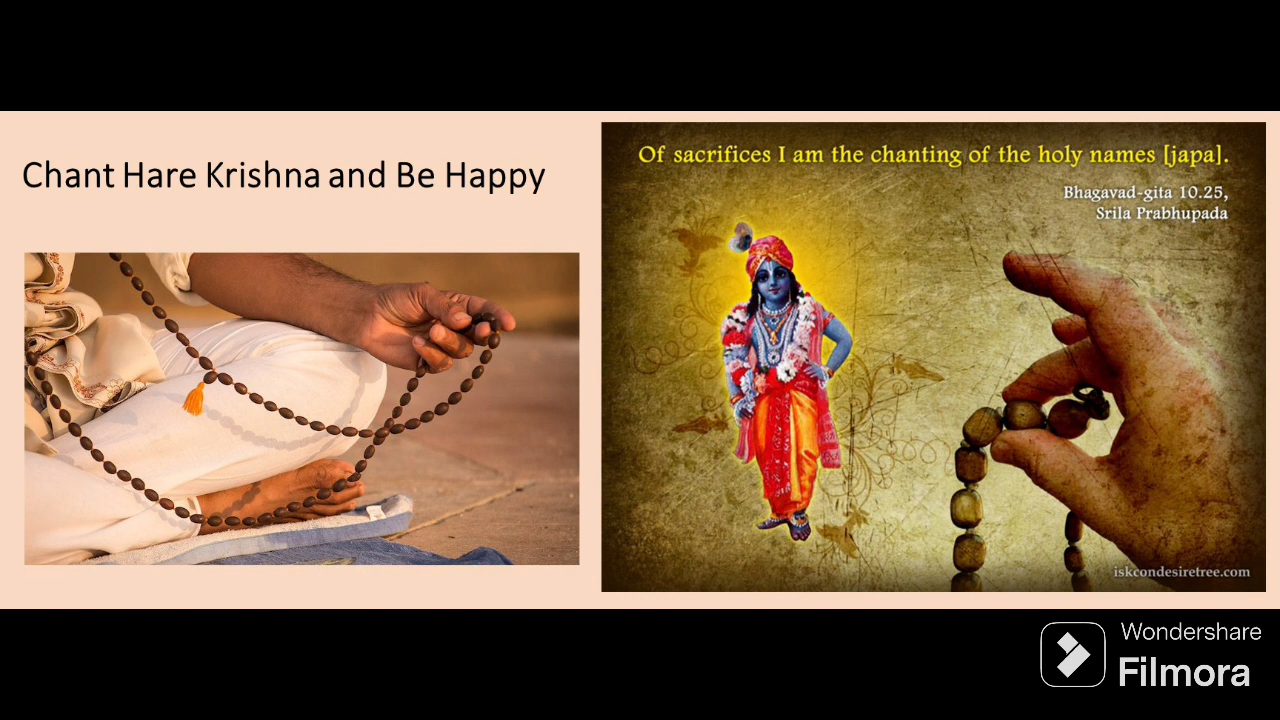 Chant Hare Krishna and Be Happy
Of sacrifices I am the chanting of the holy names [japa].
Bhagavad-gita 10.25,
Srila Prabhupada
iskcondesiretree.com
Wondershare
Filmora